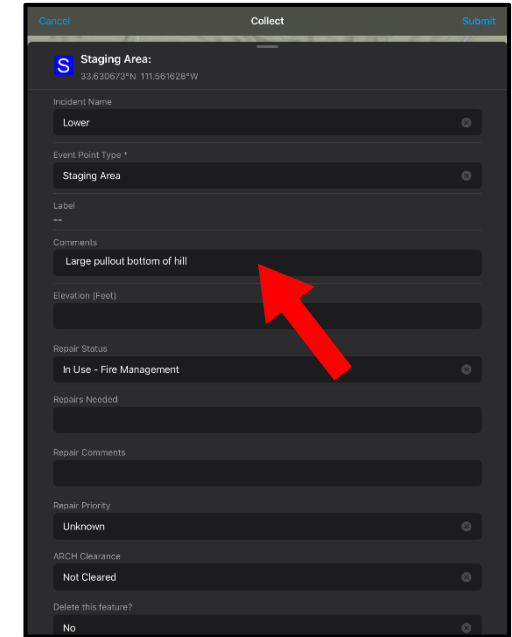 Cancel Collect Submit
S Staging Area:
33.630673°N 111.561628°W
Incident Name
Lower
Event Point Type *
Staging Area
Label
--
Comments
Large pullout bottom of hill
Elevation (Feet)
Repair Status
In Use - Fire Management
Repairs Needed
Repair Comments
Repair Priority
Unknown
ARCH Clearance
Not Cleared
Delete this feature?
No